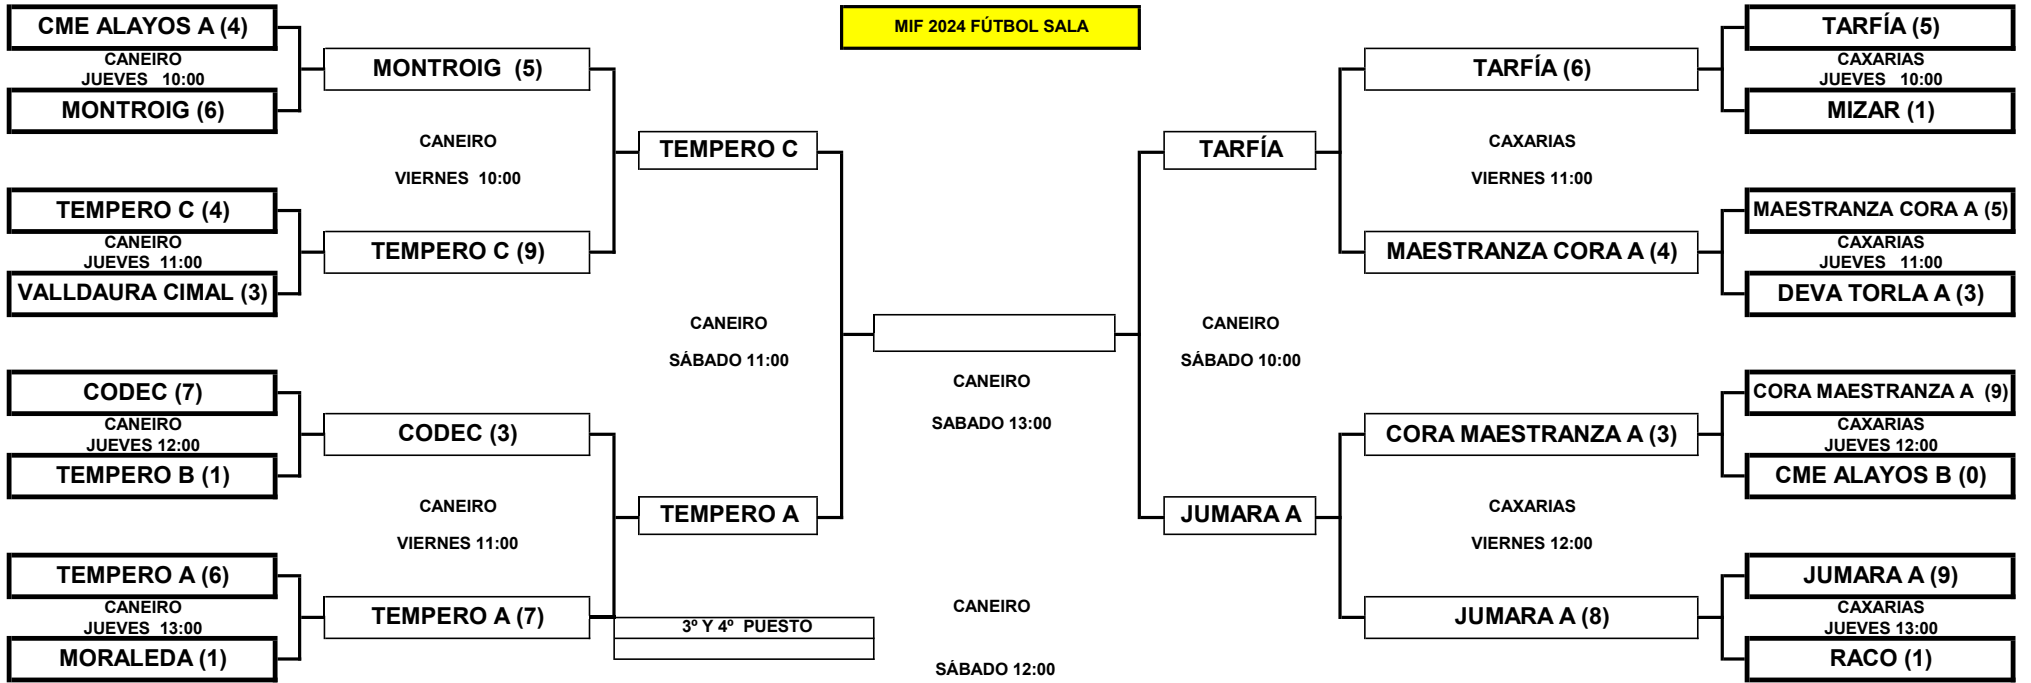 MIF 2024 FÚTBOL SALA
CME ALAYOS A (4)
CANEIRO
JUEVES 10:00
MONTROIG (6)
TEMPERO C (4)
CANEIRO
JUEVES 11:00
VALLDAURA CIMAL (3)
CODEC (7)
CANEIRO
JUEVES 12:00
TEMPERO B (1)
TEMPERO A (6)
CANEIRO
JUEVES 13:00
MORALEDA (1)
MONTROIG (5)
CANEIRO
VIERNES 10:00
TEMPERO C (9)
CODEC (3)
CANEIRO
VIERNES 11:00
TEMPERO A (7)
TEMPERO C
CANEIRO
SÁBADO 11:00
TEMPERO A
3º Y 4º PUESTO
CANEIRO
SABADO 13:00
CANEIRO
SÁBADO 12:00
TARFÍA
CANEIRO
SÁBADO 10:00
JUMARA A
TARFÍA (6)
CAXARIAS
VIERNES 11:00
MAESTRANZA CORA A (4)
CORA MAESTRANZA A (3)
CAXARIAS
VIERNES 12:00
JUMARA A (8)
TARFÍA (5)
CAXARIAS
JUEVES 10:00
MIZAR (1)
MAESTRANZA CORA A (5)
CAXARIAS
JUEVES 11:00
DEVA TORLA A (3)
CORA MAESTRANZA A (9)
CAXARIAS
JUEVES 12:00
CME ALAYOS B (0)
JUMARA A (9)
CAXARIAS
JUEVES 13:00
RACO (1)